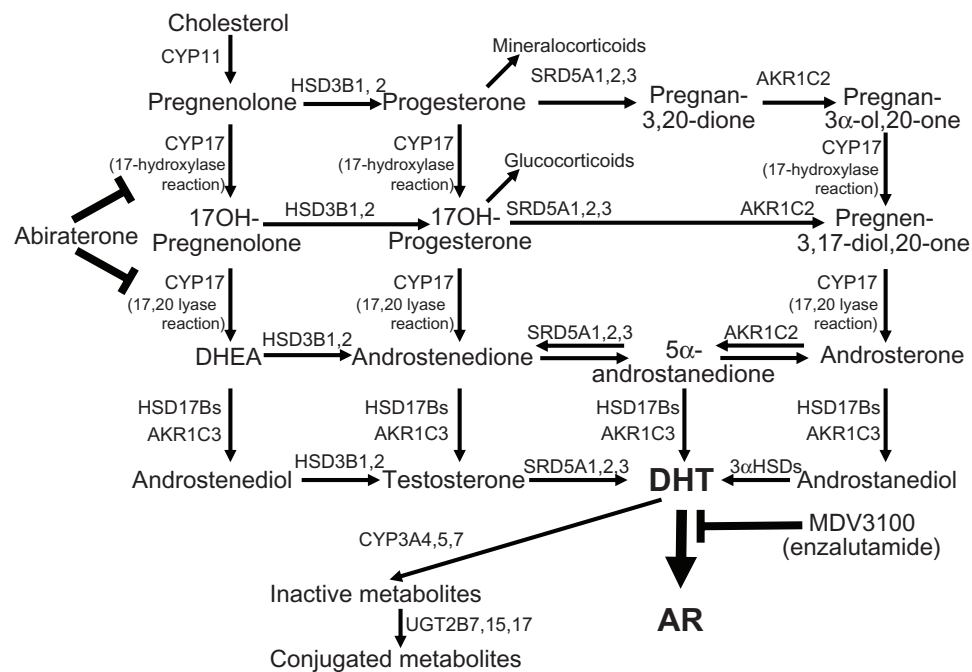 Cholesterol
CYP11
Mineralocorticoids
HSD3B1, 2
SRD5A1,2,3
AKR1C2
Pregnenolone
Progesterone
Pregnan-
3,20-dione
Pregnan-
3α-ol,20-one
CYP17
(17-hydroxylase
reaction)
CYP17
(17-hydroxylase
reaction)
Glucocorticoids
CYP17
(17-hydroxylase
reaction)
Abiraterone
17OH-
Pregnenolone
HSD3B1,2
17OH-
Progesterone
SRD5A1,2,3
AKR1C2
Pregnen-
3,17-diol,20-one
CYP17
(17,20 lyase
reaction)
CYP17
(17,20 lyase
reaction)
CYP17
(17,20 lyase
reaction)
DHEA
HSD3B1,2
Androstenedione
SRD5A1,2,3
5α-
androstanedione
AKR1C2
Androsterone
HSD17Bs
AKR1C3
HSD17Bs
AKR1C3
HSD17Bs
AKR1C3
HSD17Bs
AKR1C3
Androstenediol
HSD3B1,2
Testosterone
SRD5A1,2,3
DHT
3αHSDs
Androstanediol
CYP3A4,5,7
MDV3100
(enzalutamide)
Inactive metabolites
AR
UGT2B7,15,17
Conjugated metabolites